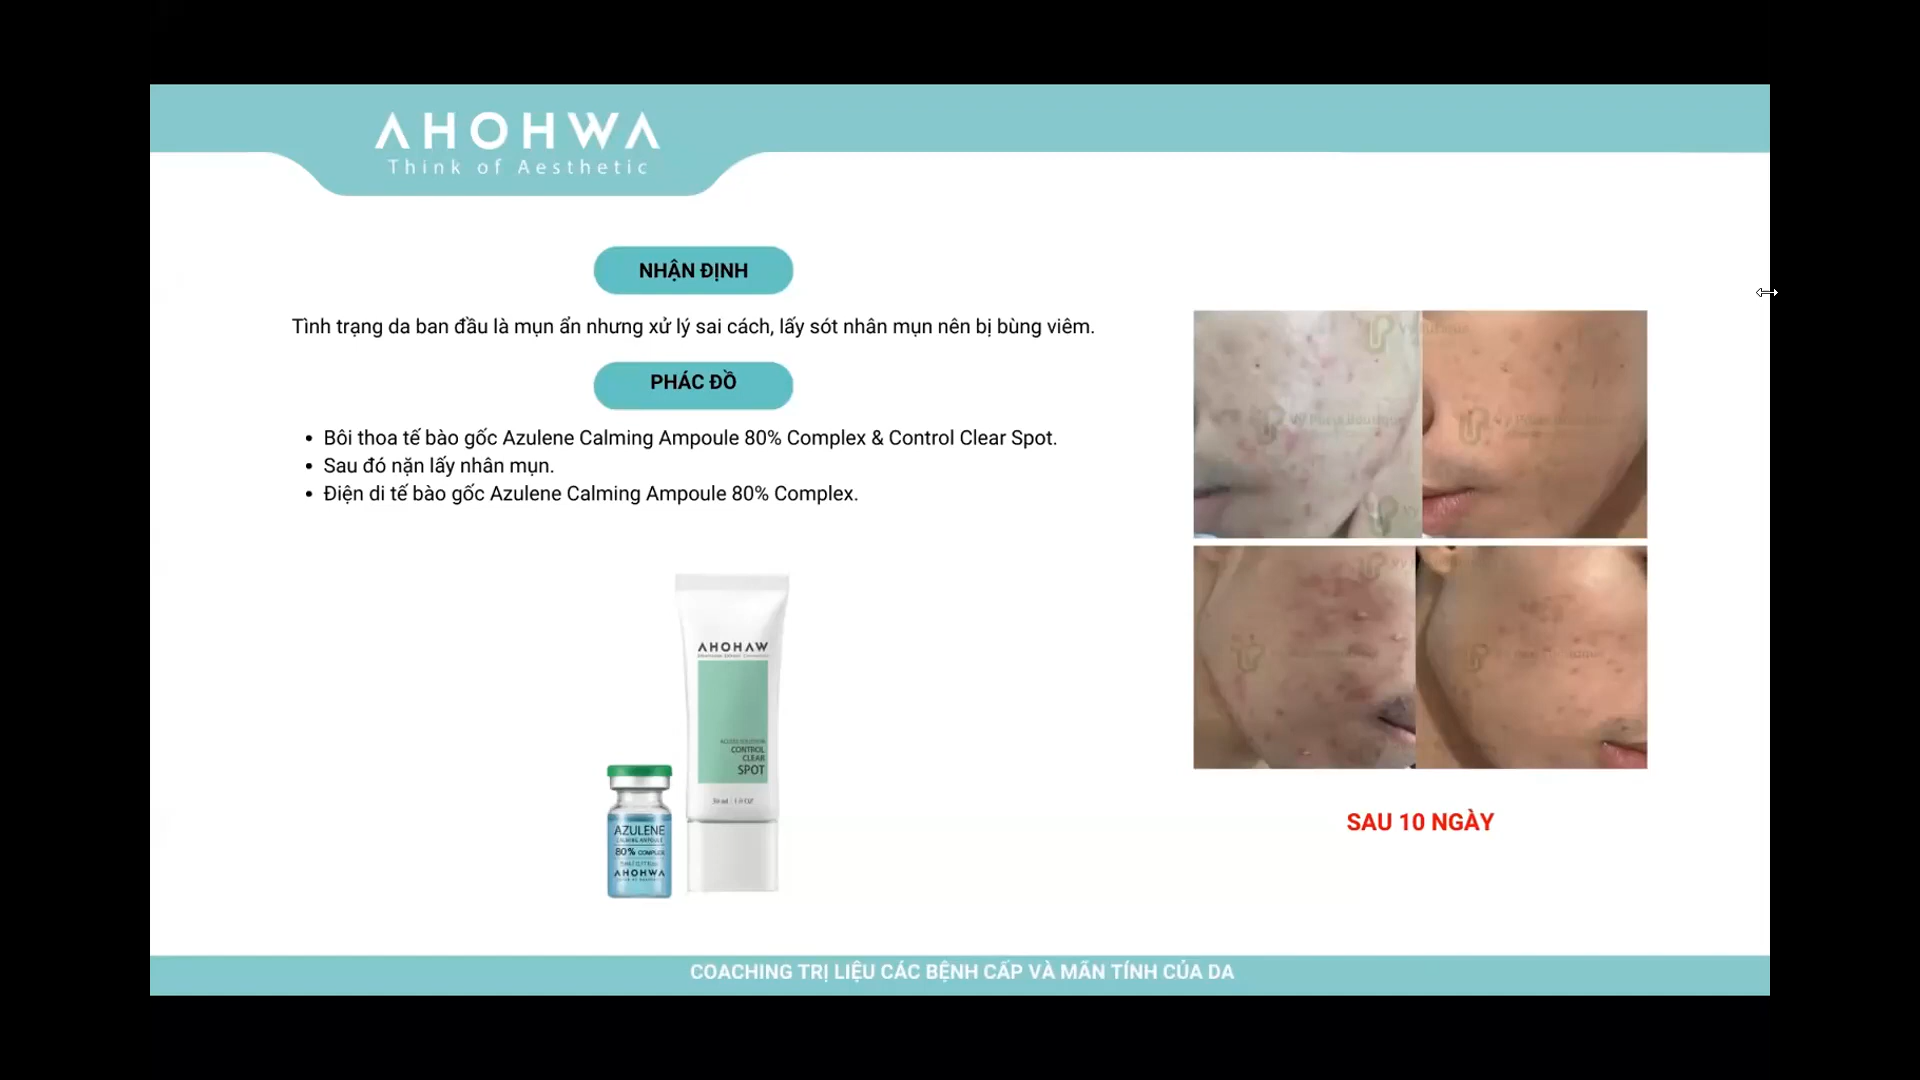 AHOHWA
Think of Aesthetic
NHẬN ĐỊNH
Tình trạng da ban đầu là mụn ẩn nhưng xử lý sai cách, lấy sót nhân mụn nên bị bùng viêm.
PHÁC ĐỒ
• Bôi thoa tế bào gốc Azulene Calming Ampoule 80% Complex & Control Clear Spot.
• Sau đó nặn lấy nhân mụn.
• Điện di tế bào gốc Azulene Calming Ampoule 80% Complex.
AHOHAW
CONTROL
CLEAR
SPOT
AZULENE
CALMING AMPOULE
80% COMPLEX
AHOHWA
SAU 10 NGÀY
COACHING TRỊ LIỆU CÁC BỆNH CẤP VÀ MÃN TÍNH CỦA DA